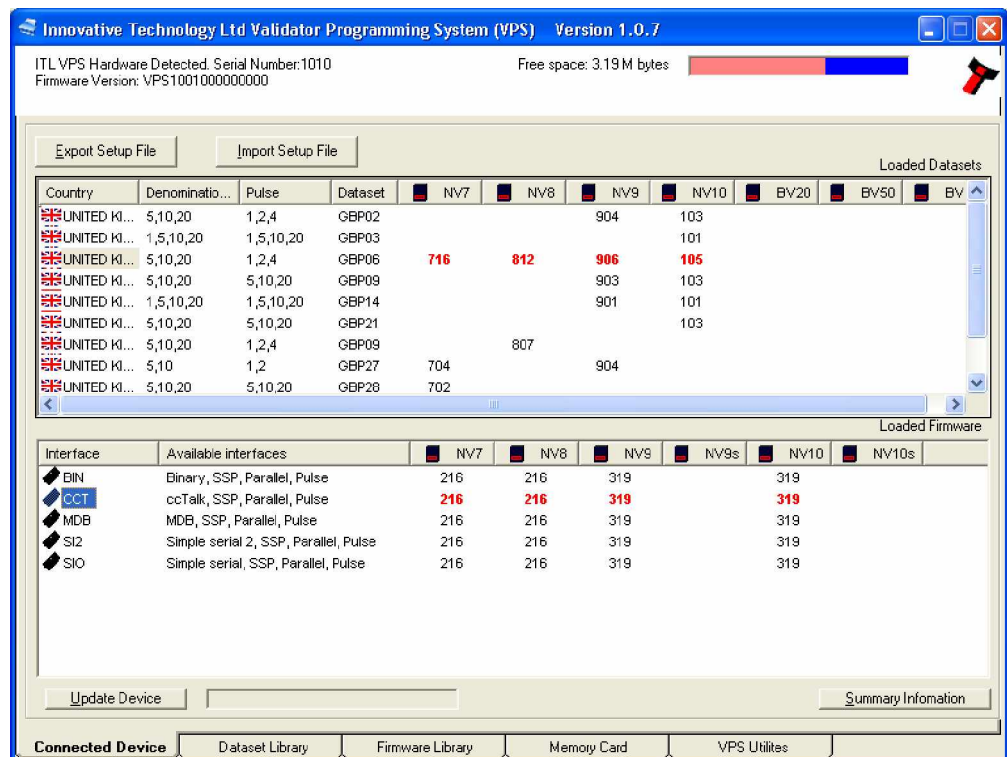 Innovative Technology Ltd Validator Programming System (VPS) Version 1.0.7
ITL VPS Hardware Detected. Serial Number:1010 Free space: 3.19 M bytes
Firmware Version: VPS1001000000000
Export Setup File Import Setup File
Loaded Datasets
Country Denominatio... Pulse Dataset NV7 NV8 NV9 NV10 BV20 BV50 BV
UNITED KI... 5,10,20 1,2,4 GBP02 904 103
UNITED KI... 1,5,10,20 1,5,10,20 GBP03 101
UNITED KI... 5,10,20 1,2,4 GBP06 716 812 906 105
UNITED KI... 5,10,20 5,10,20 GBP09 903 103
UNITED KI... 1,5,10,20 1,5,10,20 GBP14 901 101
UNITED KI... 5,10,20 5,10,20 GBP21 103
UNITED KI... 5,10,20 1,2,4 GBP09 807
UNITED KI... 5,10 1,2 GBP27 704 904
UNITED KI... 5,10,20 5,10,20 GBP28 702
Loaded Firmware
Interface Available interfaces NV7 NV8 NV9 NV9s NV10 NV10s
BIN Binary, SSP, Parallel, Pulse 216 216 319 319
CCT ccTalk, SSP, Parallel, Pulse 216 216 319 319
MDB MDB, SSP, Parallel, Pulse 216 216 319 319
SI2 Simple serial 2, SSP, Parallel, Pulse 216 216 319 319
SIO Simple serial, SSP, Parallel, Pulse 216 216 319 319
Update Device Summary Infomation
Connected Device Dataset Library Firmware Library Memory Card VPS Utilites